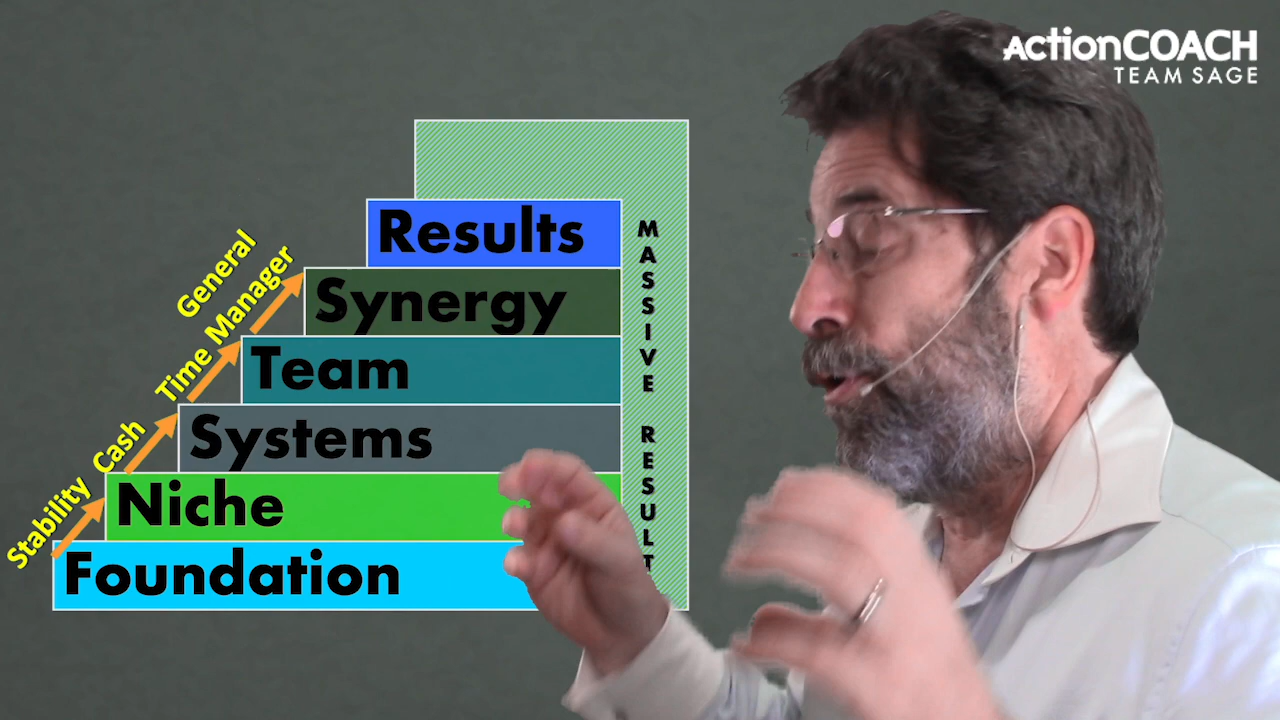 ActionCOACH
TEAM SAGE
Results
Synergy
Team
Systems
Niche
Foundation
Stability
Cash
Time
General
Manager
MASSIVE RESULT